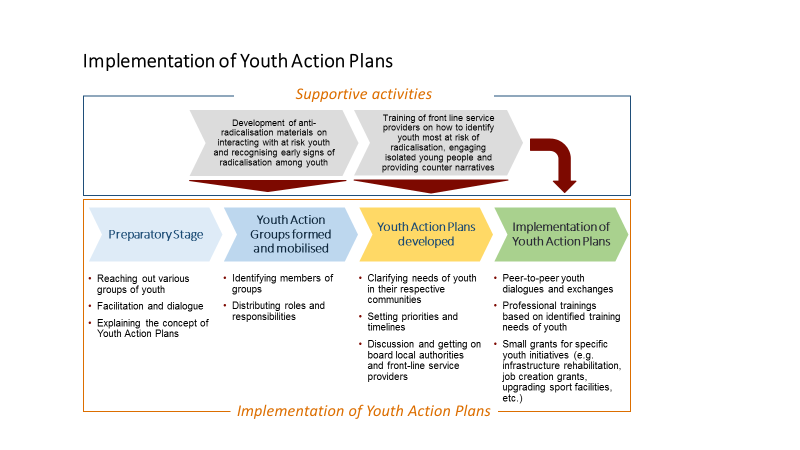 Implementation of Youth Action Plans
Supportive activities
Development of anti-
radicalisation materials on
interacting with at risk youth
and recognising early signs of
radicalisation among youth
Training of front line service
providers on how to identify
youth most at risk of
radicalisation, engaging
isolated young people and
providing counter narratives
Preparatory Stage
Youth Action
Groups formed
and mobilised
Youth Action Plans
developed
Implementation of
Youth Action Plans
• Reaching out various
groups of youth
• Facilitation and dialogue
• Explaining the concept of
Youth Action Plans
• Identifying members of
groups
• Distributing roles and
responsibilities
• Clarifying needs of youth
in their respective
communities
• Setting priorities and
timelines
• Discussion and getting on
board local authorities
and front-line service
providers
• Peer-to-peer youth
dialogues and exchanges
• Professional trainings
based on identified training
needs of youth
• Small grants for specific
youth initiatives (e.g.
infrastructure rehabilitation,
job creation grants,
upgrading sport facilities,
etc.)
Implementation of Youth Action Plans